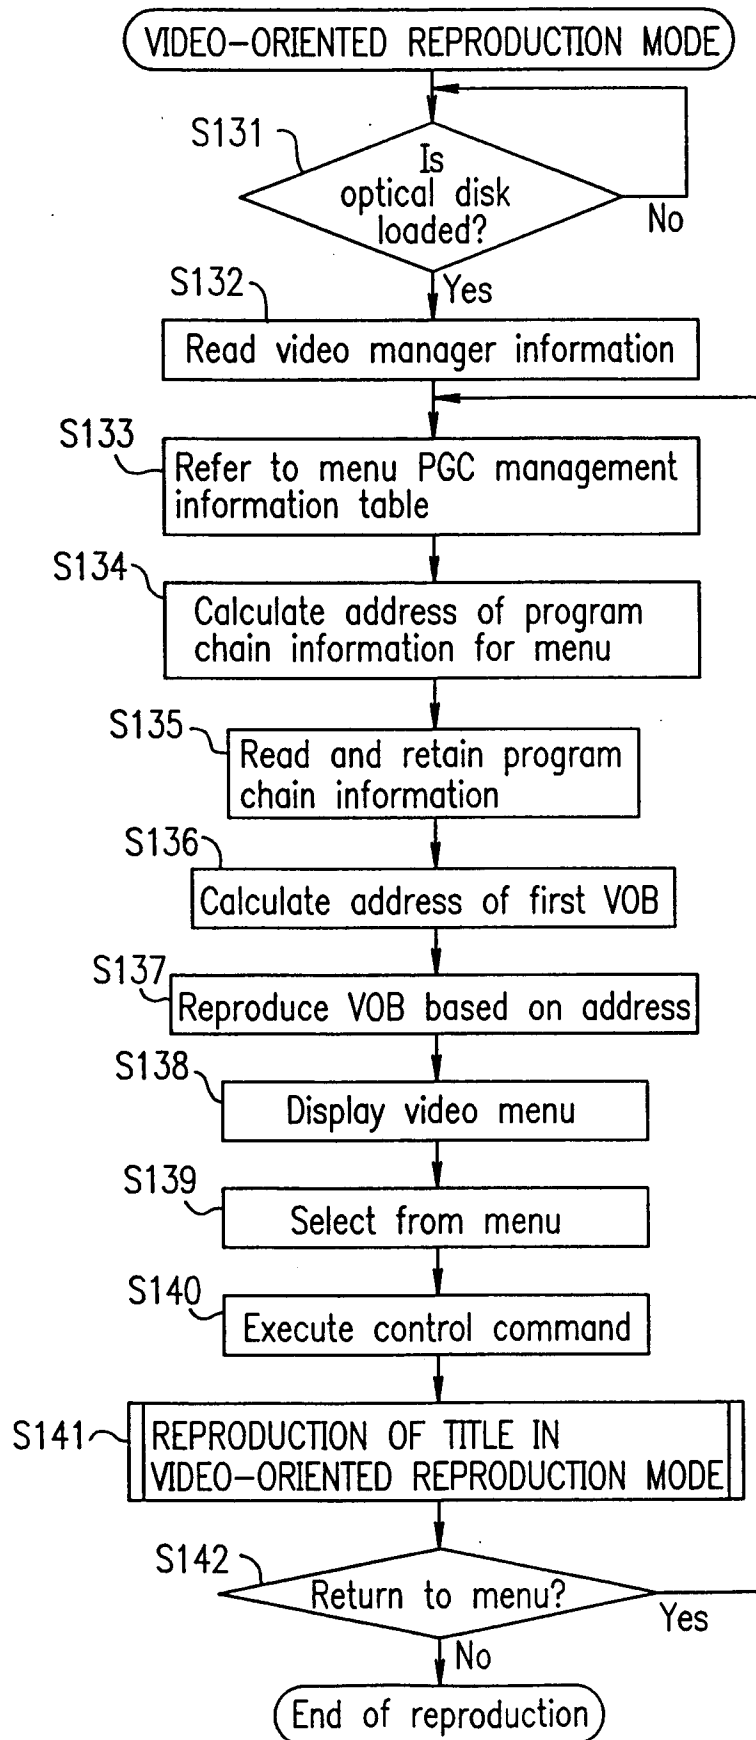 VIDEO-ORIENTED REPRODUCTION MODE
S131
Is
optical disk
loaded?
No
Yes
S132
Read video manager information
S133
Refer to menu PGC management
information table
S134
Calculate address of program
chain information for menu
S135
Read and retain program
chain information
S136
Calculate address of first VOB
S137
Reproduce VOB based on address
S138
Display video menu
S139
Select from menu
S140
Execute control command
S141
REPRODUCTION OF TITLE IN
VIDEO-ORIENTED REPRODUCTION MODE
S142
Return to menu?
Yes
No
End of reproduction